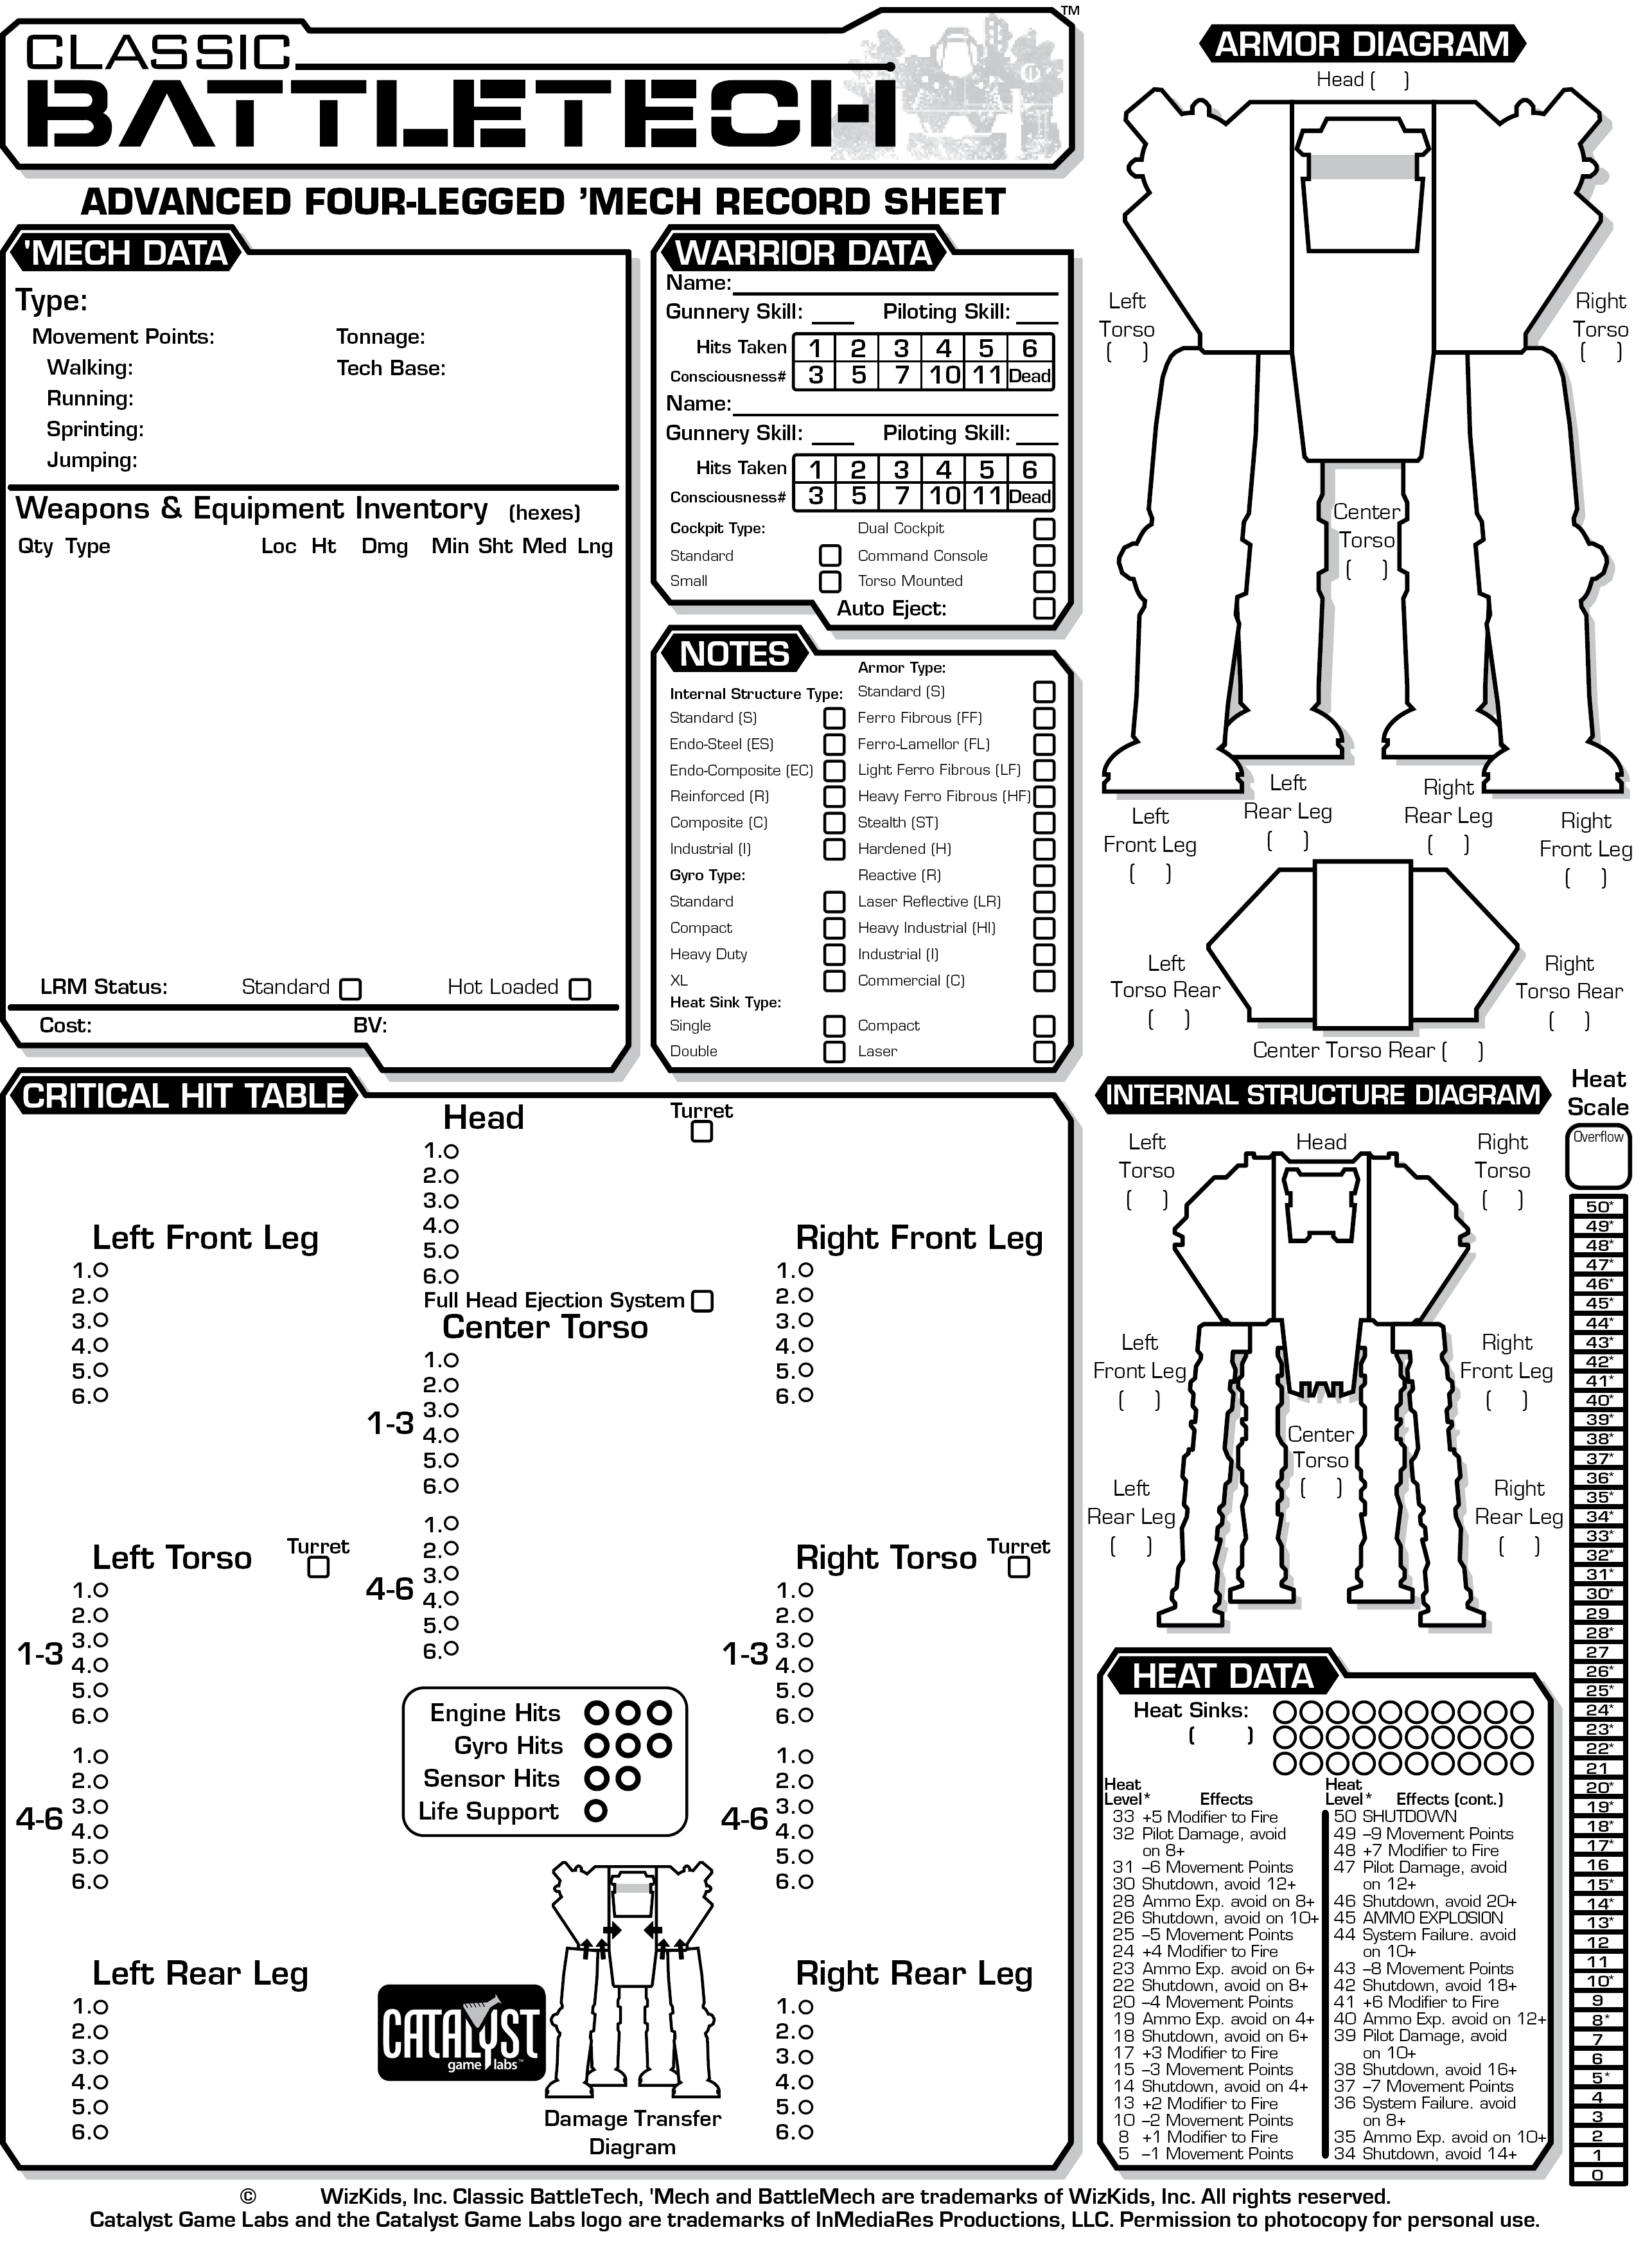 CLASSIC
BATTLETECH
TM
ADVANCED FOUR-LEGGED ’MECH RECORD SHEET
'MECH DATA
Type:
Movement Points:
Tonnage:
Walking:
Tech Base:
Running:
Sprinting:
Jumping:
Weapons & Equipment Inventory (hexes)
Qty Type Loc Ht Dmg Min Sht Med Lng
LRM Status: Standard Hot Loaded
Cost: BV:
WARRIOR DATA
Name:
Gunnery Skill: Piloting Skill:
Hits Taken 1 2 3 4 5 6
Consciousness# 3 5 7 10 11 Dead
Name:
Gunnery Skill: Piloting Skill:
Hits Taken 1 2 3 4 5 6
Consciousness# 3 5 7 10 11 Dead
Cockpit Type: Dual Cockpit
Standard Command Console
Small Torso Mounted
Auto Eject:
NOTES
Armor Type:
Internal Structure Type: Standard (S)
Standard (S) Ferro Fibrous (FF)
Endo-Steel (ES) Ferro-Lamellor (FL)
Endo-Composite (EC) Light Ferro Fibrous (LF)
Reinforced (R) Heavy Ferro Fibrous (HF)
Composite (C) Stealth (ST)
Industrial (I) Hardened (H)
Gyro Type: Reactive (R)
Standard Laser Reflective (LR)
Compact Heavy Industrial (HI)
Heavy Duty Industrial (I)
XL Commercial (C)
Heat Sink Type:
Single Compact
Double Laser
ARMOR DIAGRAM
Head ( )
Left
Torso
( )
Right
Torso
( )
Center
Torso
( )
Left
Rear Leg
( )
Right
Rear Leg
( )
Left
Front Leg
( )
Right
Front Leg
( )
Left
Torso Rear
( )
Right
Torso Rear
( )
Center Torso Rear ( )
CRITICAL HIT TABLE
Head
Turret
1.
2.
3.
4.
5.
6.
Full Head Ejection System
Left Front Leg
1.
2.
3.
4.
5.
6.
Center Torso
1-3
1.
2.
3.
4.
5.
6.
4-6
1.
2.
3.
4.
5.
6.
Right Front Leg
1.
2.
3.
4.
5.
6.
Left Torso
Turret
1-3
1.
2.
3.
4.
5.
6.
4-6
1.
2.
3.
4.
5.
6.
Right Torso
Turret
1-3
1.
2.
3.
4.
5.
6.
4-6
1.
2.
3.
4.
5.
6.
Engine Hits
Gyro Hits
Sensor Hits
Life Support
Left Rear Leg
1.
2.
3.
4.
5.
6.
Right Rear Leg
1.
2.
3.
4.
5.
6.
CATALYST
game labs™
Damage Transfer
Diagram
INTERNAL STRUCTURE DIAGRAM
Left
Torso
( )
Head
Right
Torso
( )
Left
Front Leg
( )
Right
Front Leg
( )
Center
Torso
( )
Left
Rear Leg
( )
Right
Rear Leg
( )
Heat
Scale
Overflow
50*
49*
48*
47*
46*
45*
44*
43*
42*
41*
40*
39*
38*
37*
36*
35*
34*
33*
32*
31*
30*
29
28*
27
26*
25*
24*
23*
22*
21
20*
19*
18*
17*
16
15*
14*
13*
12
11
10*
9
8*
7
6
5*
4
3
2
1
0
HEAT DATA
Heat Sinks:
( )
Heat
Level* Effects
33 +5 Modifier to Fire
32 Pilot Damage, avoid
on 8+
31 –6 Movement Points
30 Shutdown, avoid 12+
28 Ammo Exp. avoid on 8+
26 Shutdown, avoid on 10+
25 –5 Movement Points
24 +4 Modifier to Fire
23 Ammo Exp. avoid on 6+
22 Shutdown, avoid on 8+
20 –4 Movement Points
19 Ammo Exp. avoid on 4+
18 Shutdown, avoid on 6+
17 +3 Modifier to Fire
15 –3 Movement Points
14 Shutdown, avoid on 4+
13 +2 Modifier to Fire
10 –2 Movement Points
8 +1 Modifier to Fire
5 –1 Movement Points
Heat
Level* Effects (cont.)
50 SHUTDOWN
49 –9 Movement Points
48 +7 Modifier to Fire
47 Pilot Damage, avoid
on 12+
46 Shutdown, avoid 20+
45 AMMO EXPLOSION
44 System Failure. avoid
on 10+
43 –8 Movement Points
42 Shutdown, avoid 18+
41 +6 Modifier to Fire
40 Ammo Exp. avoid on 12+
39 Pilot Damage, avoid
on 10+
38 Shutdown, avoid 16+
37 –7 Movement Points
36 System Failure. avoid
on 8+
35 Ammo Exp. avoid on 10+
34 Shutdown, avoid 14+
© WizKids, Inc. Classic BattleTech, 'Mech and BattleMech are trademarks of WizKids, Inc. All rights reserved.
Catalyst Game Labs and the Catalyst Game Labs logo are trademarks of InMediaRes Productions, LLC. Permission to photocopy for personal use.